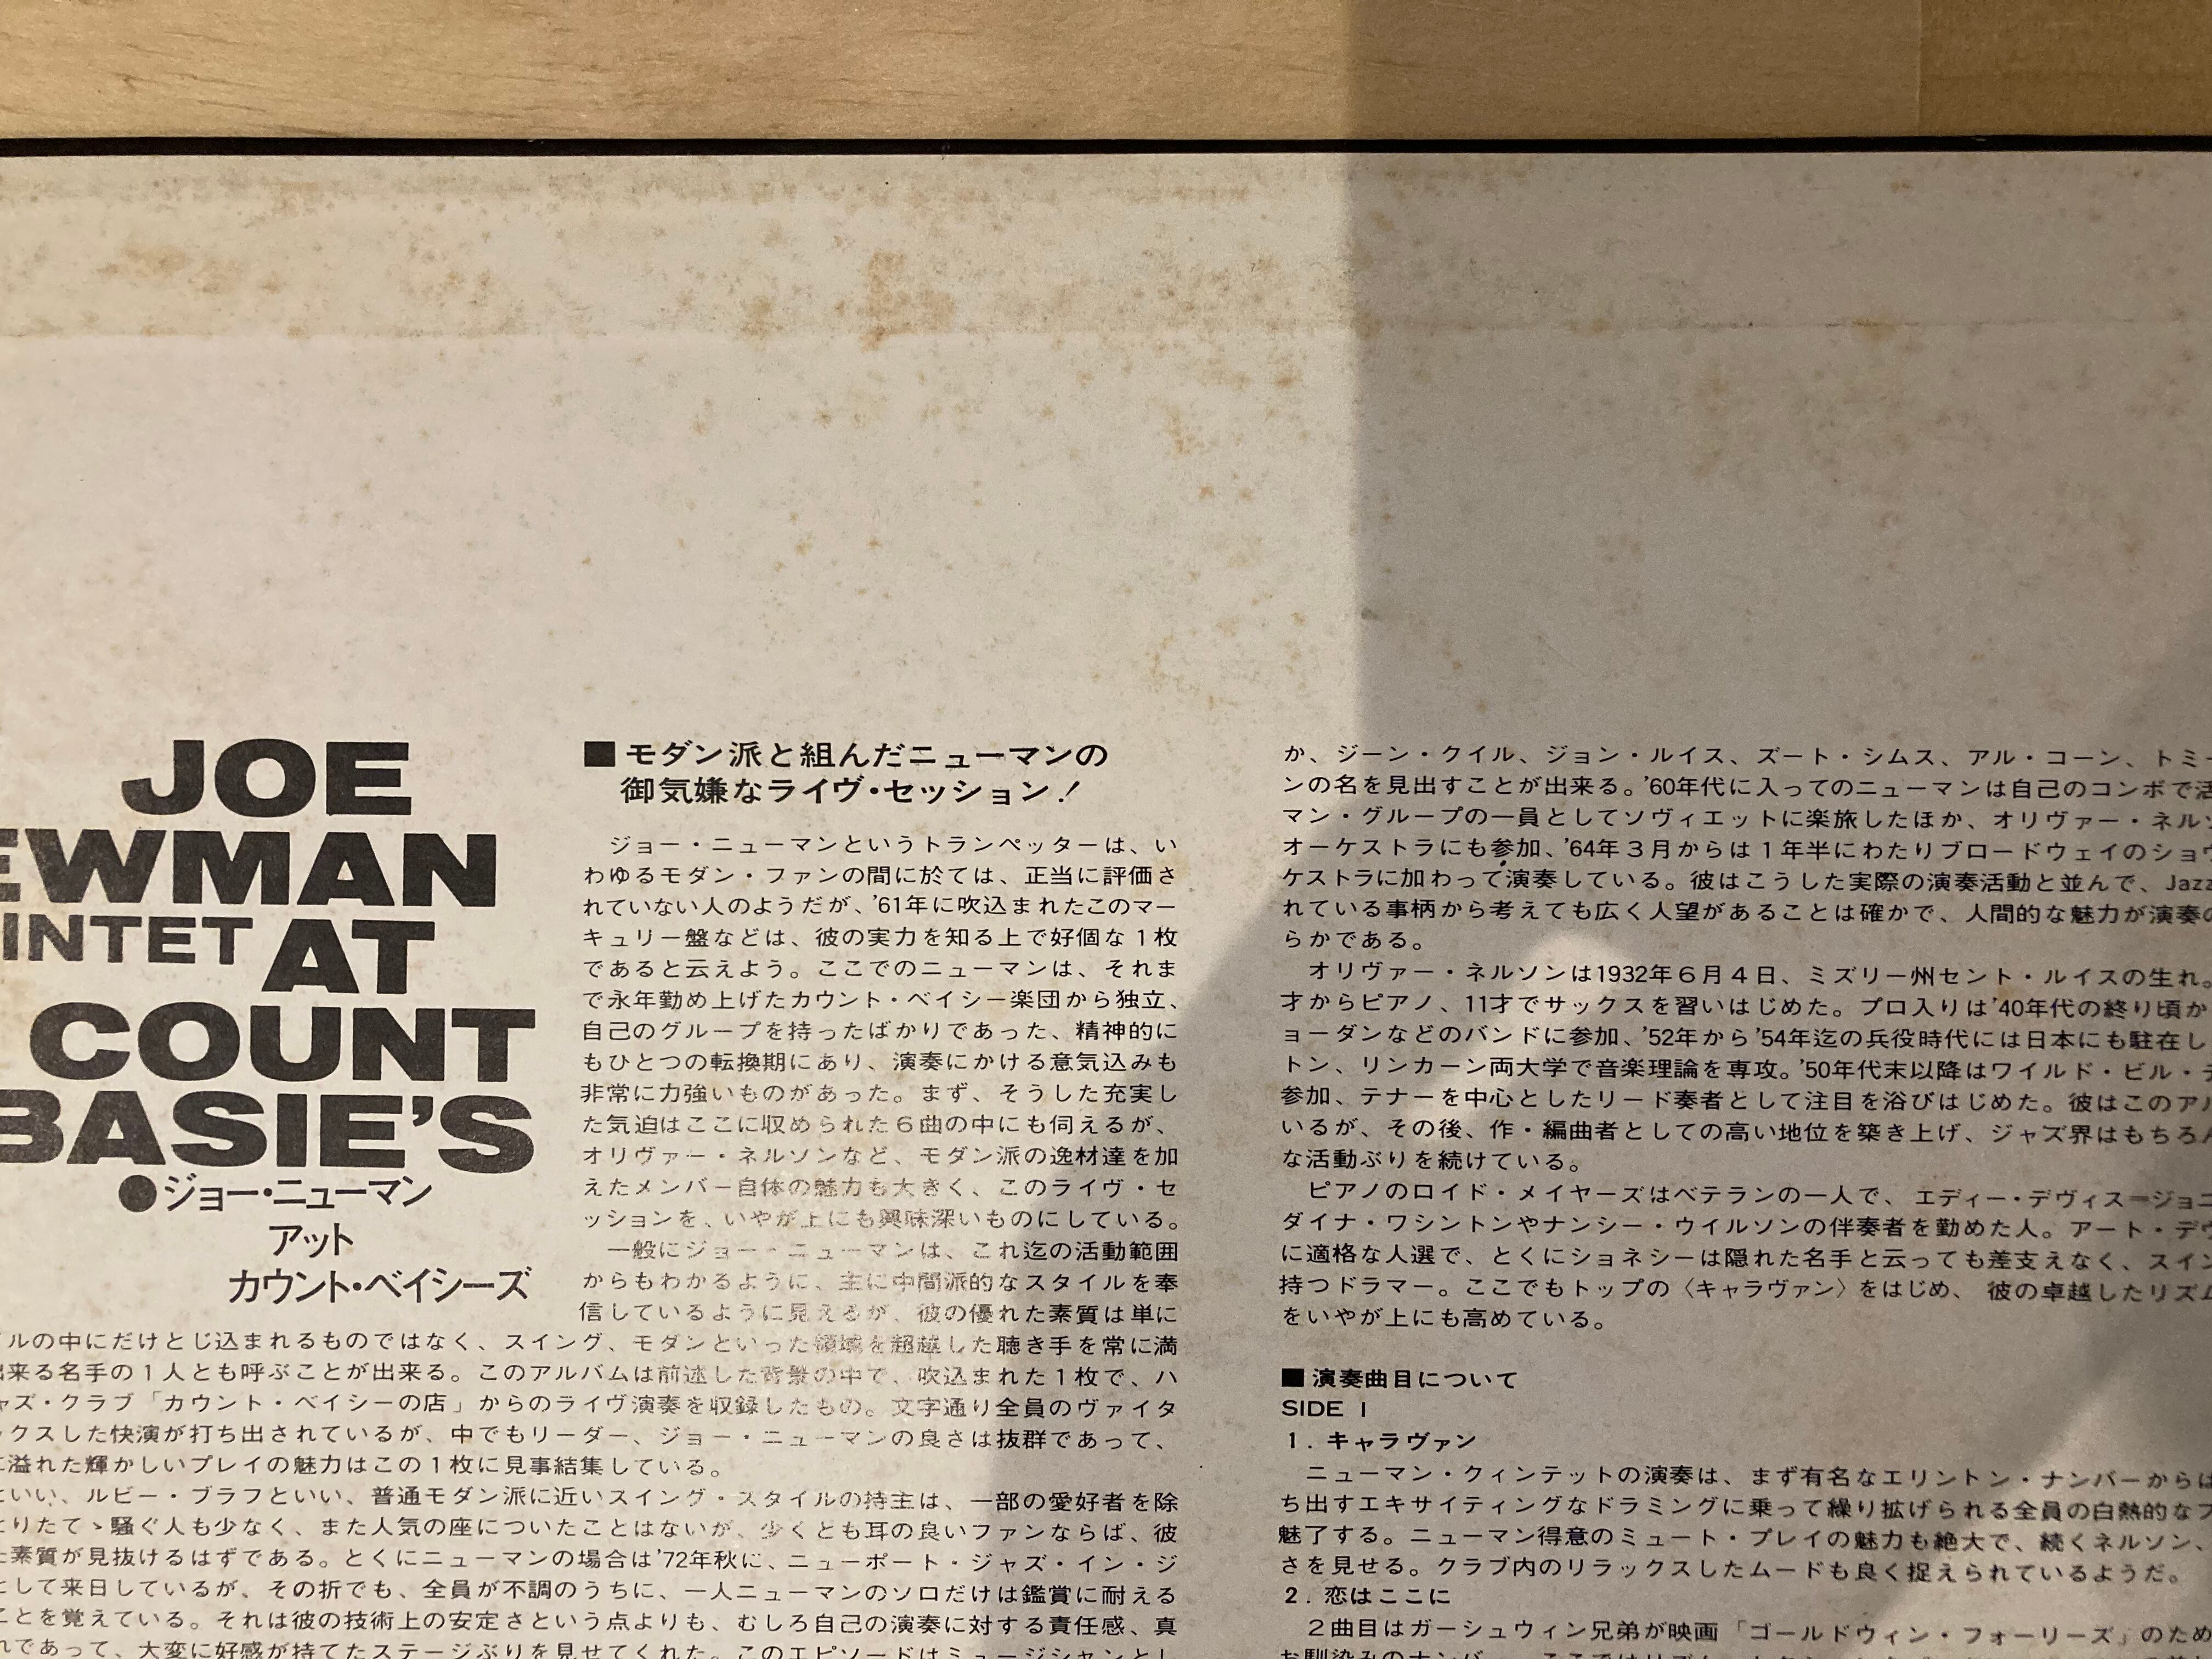 JOE
EWMAN
INTET AT
COUNT
BASIE'S
●ジョー・ニューマン
アット
カウント・ベイシーズ
■モダン派と組んだニューマンの
御気嫌なライヴ・セッション!
ジョー・ニューマンというトランペッターは、い
わゆるモダン・ファンの間に於ては、正当に評価さ
れていない人のようだが、'61年に吹込まれたこのマー
キュリー盤などは、彼の実力を知る上で好個な1枚
であると云えよう。ここでのニューマンは、それま
で永年勤め上げたカウント・ベイシー楽団から独立、
自己のグループを持ったばかりであった、精神的に
もひとつの転換期にあり、演奏にかける意気込みも
非常に力強いものがあった。まず、そうした充実し
た気迫はここに収められた6曲の中にも伺えるが、
オリヴァー・ネルソンなど、モダン派の逸材達を加
えたメンバー自体の魅力も大きく、このライヴ・セ
ッションを、いやが上にも興味深いものにしている。
一般にジョー・ニューマンは、これ迄の活動範囲
からもわかるように、主に中間派的なスタイルを奉
信しているように見えるが、彼の優れた素質は単に
イルの中にだけとじ込まれるものではなく、スイング、モダンといった領域を超越した聴き手を常に満
出来る名手の1人とも呼ぶことが出来る。このアルバムは前述した背景の中で、吹込まれた1枚で、ハ
ャズ・クラブ「カウント・ベイシーの店」からのライヴ演奏を収録したもの。文字通り全員のヴァイタ
ックスした快演が打ち出されているが、中でもリーダー、ジョー・ニューマンの良さは抜群であって、
に溢れた輝かしいプレイの魅力はこの1枚に見事結集している。
といい、ルビー・ブラフといい、普通モダン派に近いスイング・スタイルの持主は、一部の愛好者を除
とりたてゝ騒ぐ人も少なく、また人気の座についたことはないが、少くとも耳の良いファンならば、彼
た素質が見抜けるはずである。とくにニューマンの場合は'72年秋に、ニューポート・ジャズ・イン・ジ
にして来日しているが、その折でも、全員が不調のうちに、一人ニューマンのソロだけは鑑賞に耐える
ことを覚えている。それは彼の技術上の安定さという点よりも、むしろ自己の演奏に対する責任感、真
れであって、大変に好感が持てたステージぶりを見せてくれた。このエピソードはミュージシャンとし
か、ジーン・クイル、ジョン・ルイス、ズート・シムス、アル・コーン、トミー
ンの名を見出すことが出来る。'60年代に入ってのニューマンは自己のコンボで活
マン・グループの一員としてソヴィエットに楽旅したほか、オリヴァー・ネルソ
オーケストラにも参加、'64年3月からは1年半にわたりブロードウェイのショウ
ケストラに加わって演奏している。彼はこうした実際の演奏活動と並んで、Jazz
れている事柄から考えても広く人望があることは確かで、人間的な魅力が演奏の
らかである。
オリヴァー・ネルソンは1932年6月4日、ミズリー州セント・ルイスの生れ。
才からピアノ、11才でサックスを習いはじめた。プロ入りは'40年代の終り頃か
ョーダンなどのバンドに参加、'52年から'54年迄の兵役時代には日本にも駐在し
トン、リンカーン両大学で音楽理論を専攻。'50年代末以降はワイルド・ビル・デ
参加、テナーを中心としたリード奏者として注目を浴びはじめた。彼はこのアル
いるが、その後、作・編曲者としての高い地位を築き上げ、ジャズ界はもちろん
な活動ぶりを続けている。
ピアノのロイド・メイヤーズはベテランの一人で、エディー・デヴィス=ジョニ
ダイナ・ワシントンやナンシー・ウイルソンの伴奏者を勤めた人。アート・デヴ
に適格な人選で、とくにショネシーは隠れた名手と云っても差支えなく、スイン
持つドラマー。ここでもトップの〈キャラヴァン〉をはじめ、彼の卓越したリズム
をいやが上にも高めている。
■演奏曲目について
SIDE I
1. キャラヴァン
ニューマン・クィンテットの演奏は、まず有名なエリントン・ナンバーからは
ち出すエキサイティングなドラミングに乗って繰り拡げられる全員の白熱的なプ
魅了する。ニューマン得意のミュート・プレイの魅力も絶大で、続くネルソン、
さを見せる。クラブ内のリラックスしたムードも良く捉えられているようだ。
2. 恋はここに
2曲目はガーシュウィン兄弟が映画「ゴールドウィン・フォーリーズ」のため
お馴染みのナンバー